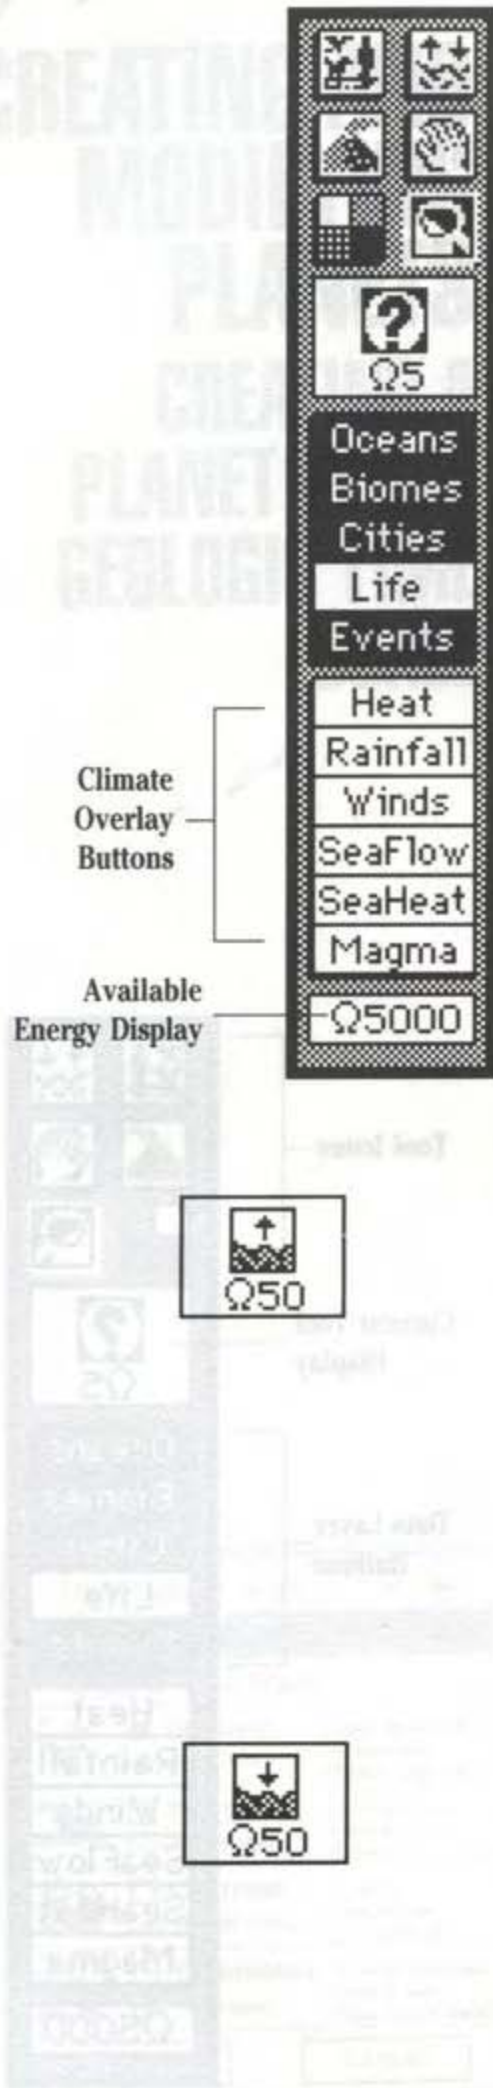 Ω5
Oceans
Biomes
Cities
Life
Events
Heat
Rainfall
Winds
SeaFlow
SeaHeat
Magma
Climate
Overlay
Buttons
Available
Energy Display
Ω5000
Ω50
Ω50